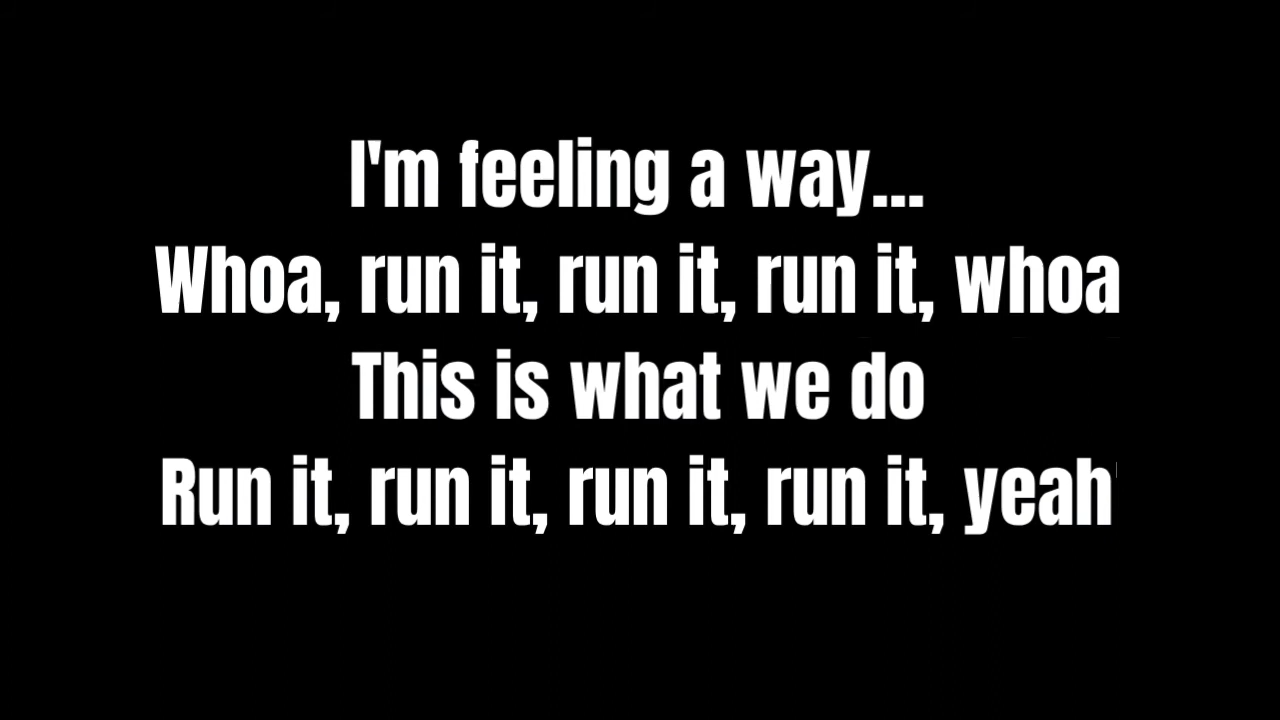 I'm feeling a way...
Whoa, run it, run it, run it, whoa
This is what we do
Run it, run it, run it, run it, yeah